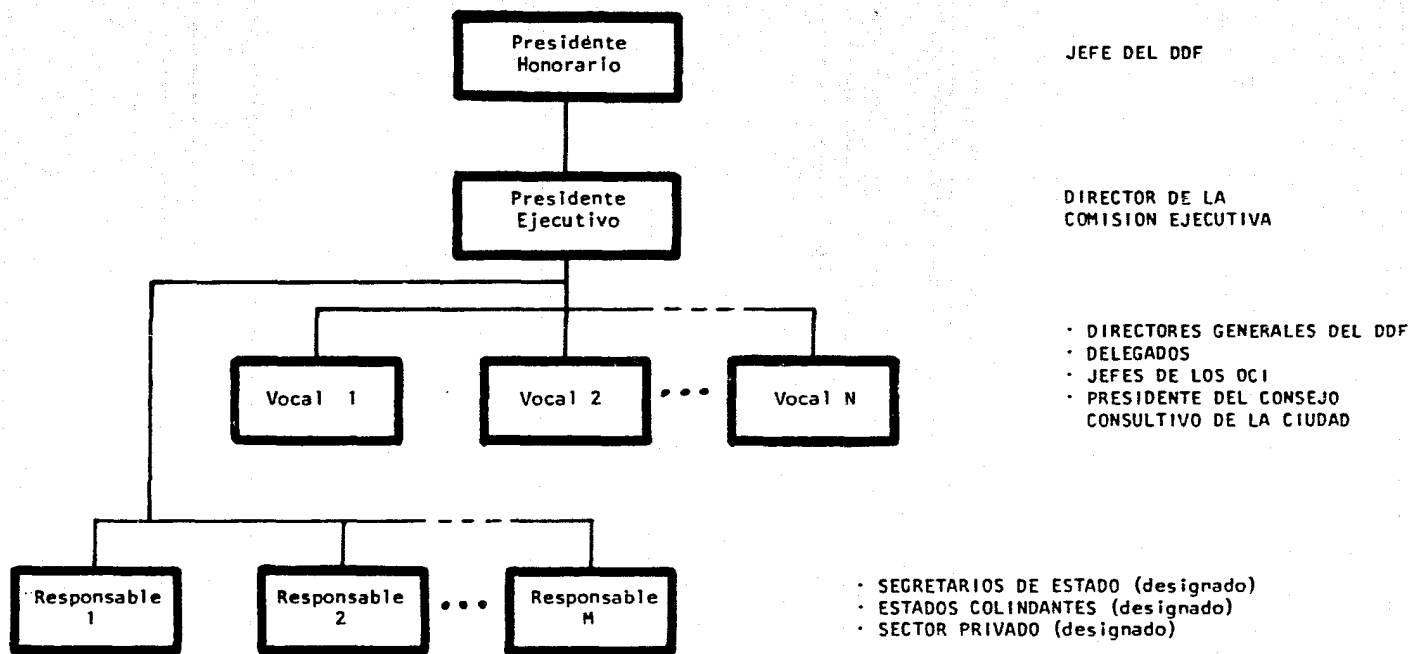 Presidente
Honorario
JEFE DEL DDF
Presidente
Ejecutivo
DIRECTOR DE LA
COMISION EJECUTIVA
Vocal 1
Vocal 2
...
Vocal N
· DIRECTORES GENERALES DEL DDF
· DELEGADOS
· JEFES DE LOS OCI
· PRESIDENTE DEL CONSEJO
CONSULTIVO DE LA CIUDAD
Responsable
1
Responsable
2
...
Responsable
M
· SECRETARIOS DE ESTADO (designado)
· ESTADOS COLINDANTES (designado)
· SECTOR PRIVADO (designado)